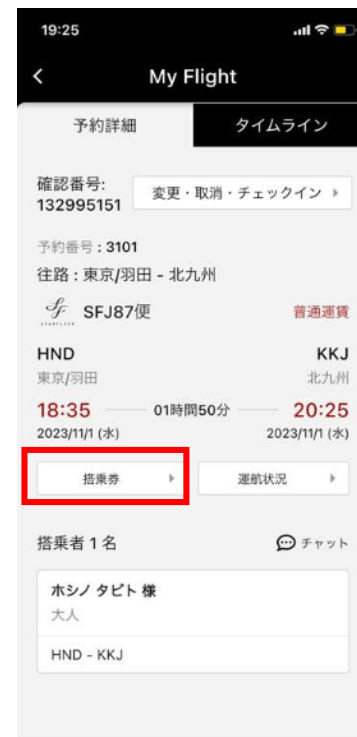 19:25
My Flight
予約詳細
タイムライン
確認番号:
132995151
変更・取消・チェックイン
予約番号 : 3101
往路 : 東京/羽田 - 北九州
SFJ87便
普通運賃
HND
KKJ
東京/羽田
北九州
18:35
01時間50分
20:25
2023/11/1 (水)
2023/11/1 (水)
搭乗券
運航状況
搭乗者 1 名
チャット
ホシノ タビト 様
大人
HND - KKJ